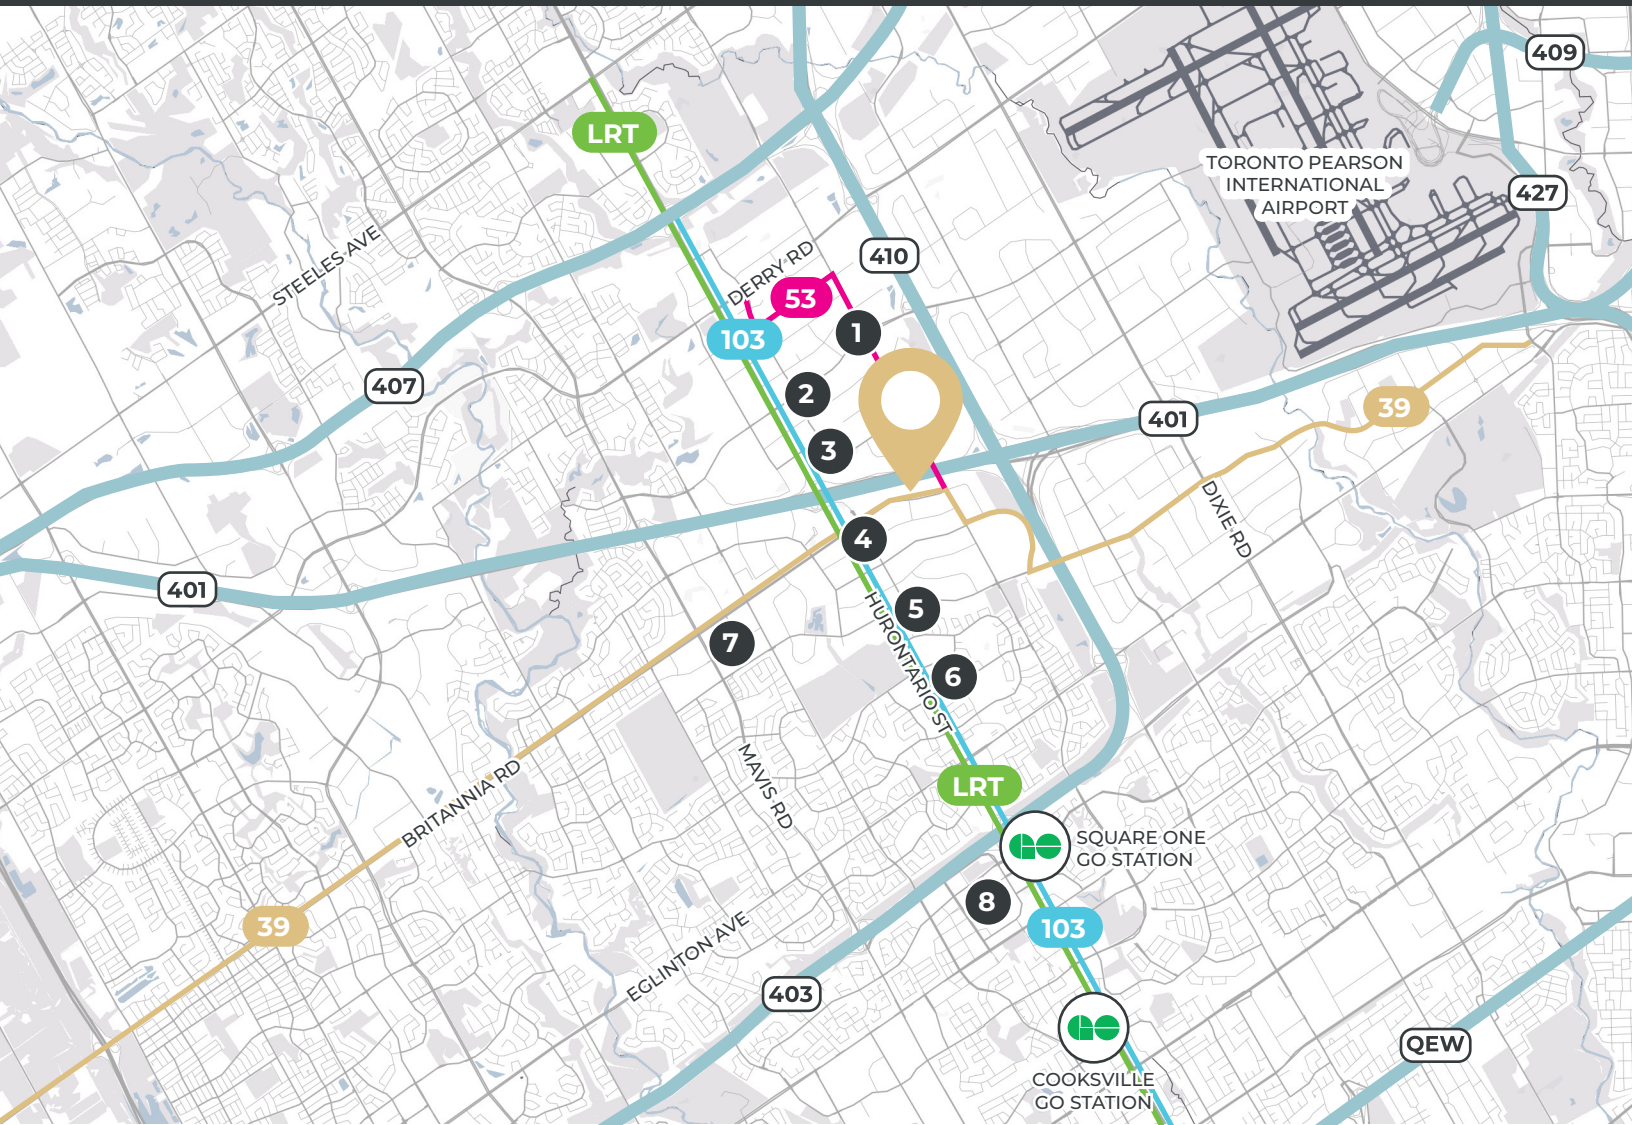 409
LRT
TORONTO PEARSON
INTERNATIONAL
AIRPORT
427
STEELES AVE
DERRY RD
410
53
1
103
407
2
401
39
3
DIXIE RD
4
401
HURONTARIO ST
5
7
6
MAVIS RD
BRITANNIA RD
LRT
SQUARE ONE
GO STATION
8
39
103
EGLINTON AVE
403
QEW
COOKSVILLE
GO STATION